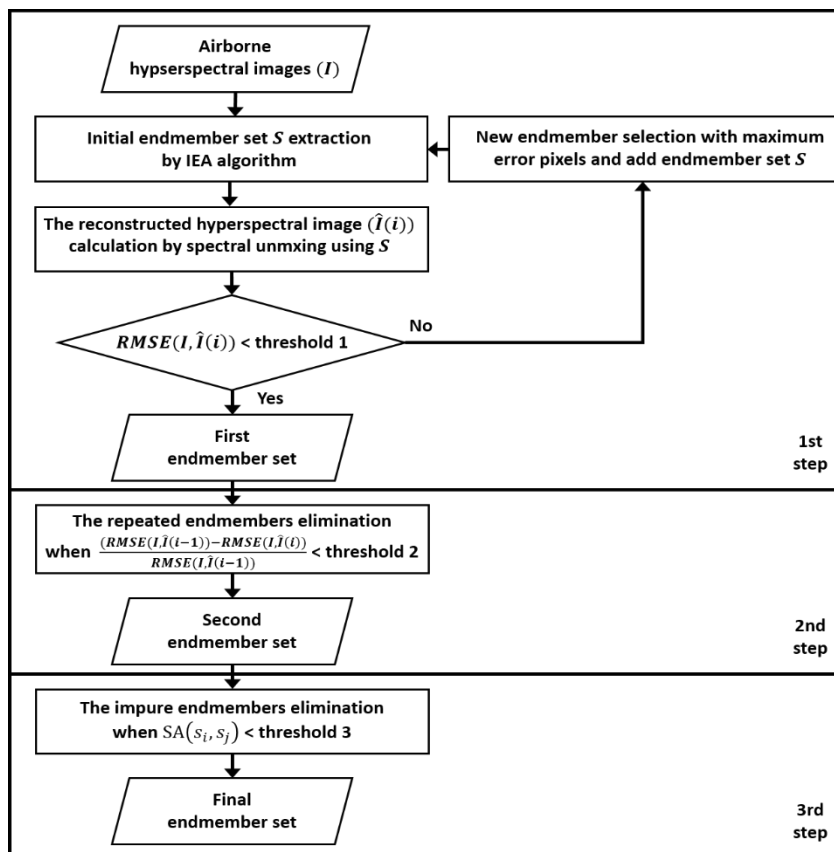 Airborne
hypserspectral images (I)
Initial endmember set S extraction
by IEA algorithm
New endmember selection with maximum
error pixels and add endmember set S
The reconstructed hyperspectral image (Î(i))
calculation by spectral unmxing using S
RMSE(I, Î(i)) < threshold 1
No
Yes
First
endmember set
1st
step
The repeated endmembers elimination
when (RMSE(I,Î(i−1))−RMSE(I,Î(i))) / RMSE(I,Î(i−1)) < threshold 2
Second
endmember set
2nd
step
The impure endmembers elimination
when SA(s_i, s_j) < threshold 3
Final
endmember set
3rd
step